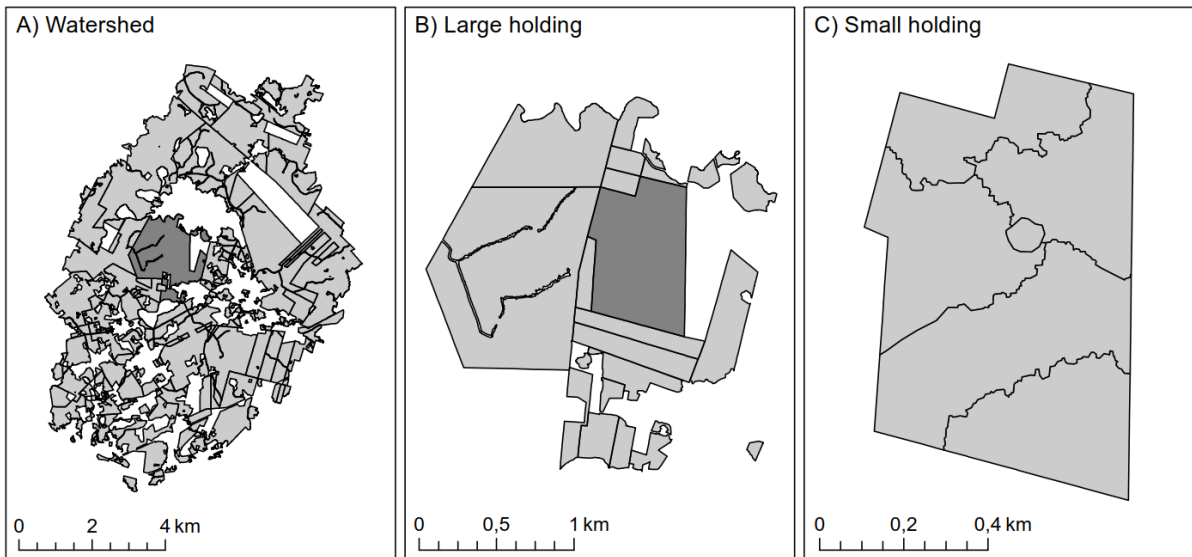 A) Watershed
B) Large holding
C) Small holding
0 2 4 km
0 0,5 1 km
0 0,2 0,4 km